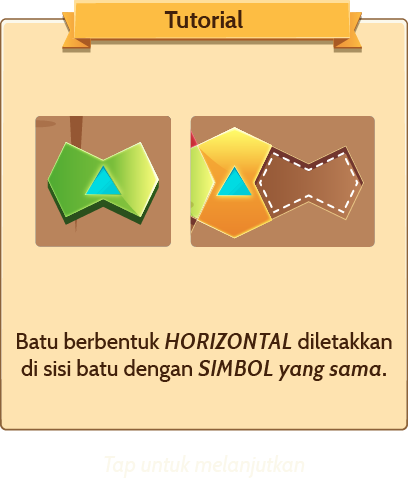 Tutorial
Batu berbentuk HORIZONTAL diletakkan
di sisi batu dengan SIMBOL yang sama.
Tap untuk melanjutkan